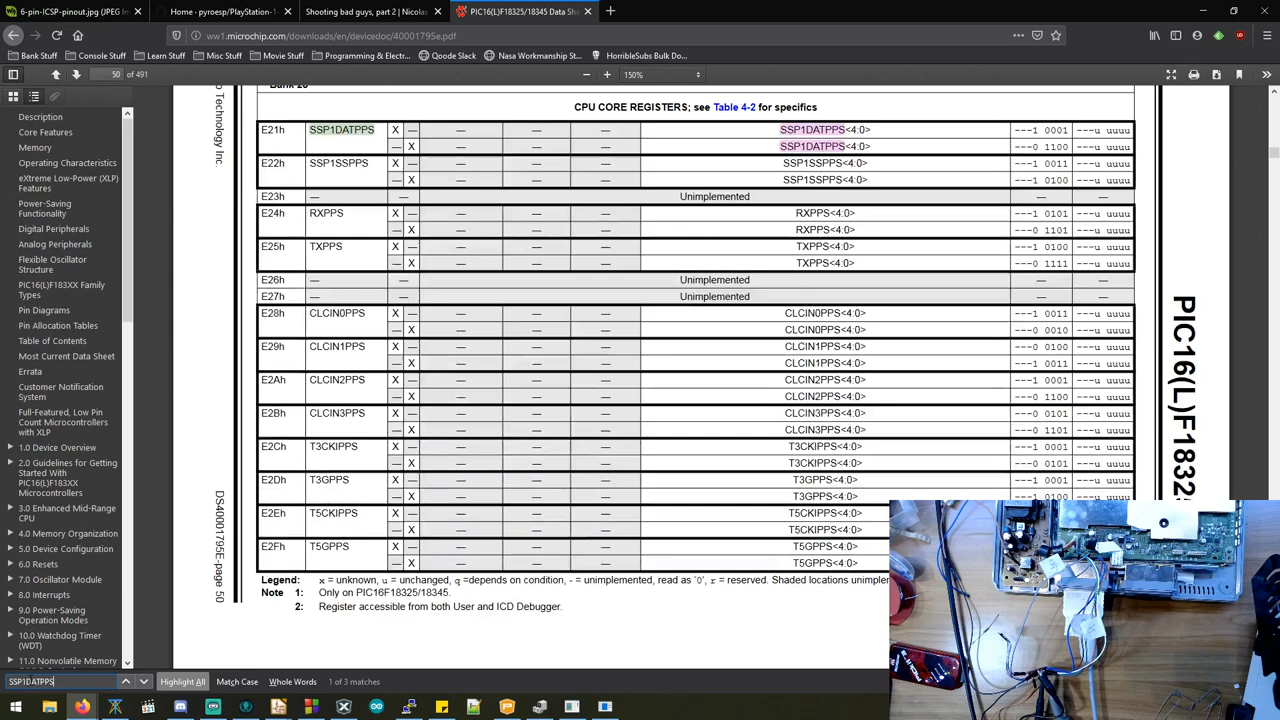 6-pin-ICSP-pinout.jpg (JPEG Im
Home · pyroesp/PlayStation-
Shooting bad guys, part 2 | Nicolas
PIC16(L)F18325/18345 Data She
ww1.microchip.com/downloads/en/devicedoc/40001795e.pdf
Bank Stuff
Console Stuff
Learn Stuff
Misc Stuff
Movie Stuff
Programming & Electr...
Qoode Slack
Nasa Workmanship St...
HorribleSubs Bulk Do...
50 of 491
150%
Description
Core Features
Memory
Operating Characteristics
eXtreme Low-Power (XLP)
Features
Power-Saving
Functionality
Digital Peripherals
Analog Peripherals
Flexible Oscillator
Structure
PIC16(L)F183XX Family
Types
Pin Diagrams
Pin Allocation Tables
Table of Contents
Most Current Data Sheet
Errata
Customer Notification
System
Full-Featured, Low Pin
Count Microcontrollers
with XLP
1.0 Device Overview
2.0 Guidelines for Getting
Started With
PIC16(L)F183XX
Microcontrollers
3.0 Enhanced Mid-Range
CPU
4.0 Memory Organization
5.0 Device Configuration
6.0 Resets
7.0 Oscillator Module
8.0 Interrupts
9.0 Power-Saving
Operation Modes
10.0 Watchdog Timer
(WDT)
11.0 Nonvolatile Memory
Technology Inc.
DS40001795E-page 50
CPU CORE REGISTERS; see Table 4-2 for specifics
E21h SSP1DATPPS X — — — — SSP1DATPPS<4:0> ---1 0001 ---u uuuu
— X — — — SSP1DATPPS<4:0> ---0 1100 ---u uuuu
E22h SSP1SSPPS X — — — — SSP1SSPPS<4:0> ---1 0011 ---u uuuu
— X — — — SSP1SSPPS<4:0> ---1 0100 ---u uuuu
E23h — — Unimplemented — —
E24h RXPPS X — — — — RXPPS<4:0> ---1 0101 ---u uuuu
— X — — — RXPPS<4:0> ---0 1101 ---u uuuu
E25h TXPPS X — — — — TXPPS<4:0> ---1 0100 ---u uuuu
— X — — — TXPPS<4:0> ---0 1111 ---u uuuu
E26h — — Unimplemented — —
E27h — — Unimplemented — —
E28h CLCIN0PPS X — — — — CLCIN0PPS<4:0> ---1 0011 ---u uuuu
— X — — — CLCIN0PPS<4:0> ---0 0010 ---u uuuu
E29h CLCIN1PPS X — — — — CLCIN1PPS<4:0> ---0 0100 ---u uuuu
— X — — — CLCIN1PPS<4:0> ---0 0011 ---u uuuu
E2Ah CLCIN2PPS X — — — — CLCIN2PPS<4:0> ---1 0001 ---u uuuu
— X — — — CLCIN2PPS<4:0> ---0 1100 ---u uuuu
E2Bh CLCIN3PPS X — — — — CLCIN3PPS<4:0> ---0 0101 ---u uuuu
— X — — — CLCIN3PPS<4:0> ---0 1101 ---u uuuu
E2Ch T3CKIPPS X — — — — T3CKIPPS<4:0> ---1 0101 ---u uuuu
— X — — — T3CKIPPS<4:0> ---0 0101 ---u uuuu
E2Dh T3GPPS X — — — — T3GPPS<4:0> ---1 0001 ---u uuuu
— X — — — T3GPPS<4:0> ---0 0100 ---u uuuu
E2Eh T5CKIPPS X — — — — T5CKIPPS<4:0>
— X — — — T5CKIPPS<4:0>
E2Fh T5GPPS X — — — — T5GPPS<4:0>
— X — — — T5GPPS<4:0>
Legend: x = unknown, u = unchanged, q =depends on condition, - = unimplemented, read as '0', r = reserved. Shaded locations unimplem
Note 1: Only on PIC16F18325/18345.
2: Register accessible from both User and ICD Debugger.
PIC16(L)F1832
SSP1DATPPS
Highlight All
Match Case
Whole Words
1 of 3 matches